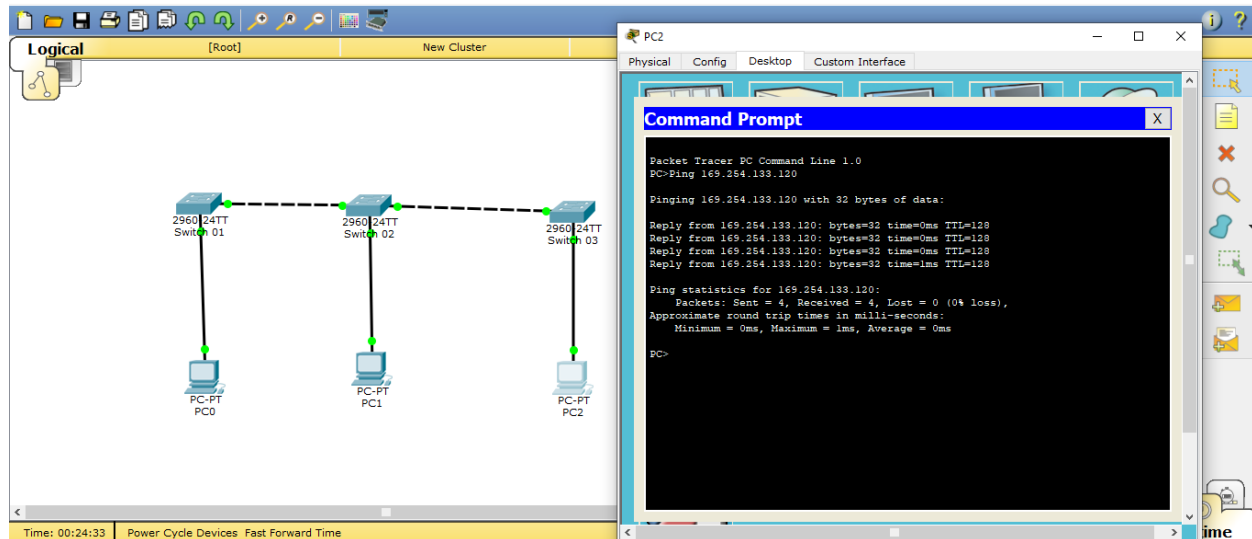 Logical
[Root]
New Cluster
2960-24TT
Switch 01
2960-24TT
Switch 02
2960-24TT
Switch 03
PC-PT
PC0
PC-PT
PC1
PC-PT
PC2
Time: 00:24:33
Power Cycle Devices Fast Forward Time
PC2
Physical
Config
Desktop
Custom Interface
Command Prompt
X
Packet Tracer PC Command Line 1.0
PC>Ping 169.254.133.120
Pinging 169.254.133.120 with 32 bytes of data:
Reply from 169.254.133.120: bytes=32 time=0ms TTL=128
Reply from 169.254.133.120: bytes=32 time=0ms TTL=128
Reply from 169.254.133.120: bytes=32 time=0ms TTL=128
Reply from 169.254.133.120: bytes=32 time=1ms TTL=128
Ping statistics for 169.254.133.120:
Packets: Sent = 4, Received = 4, Lost = 0 (0% loss),
Approximate round trip times in milli-seconds:
Minimum = 0ms, Maximum = 1ms, Average = 0ms
PC>